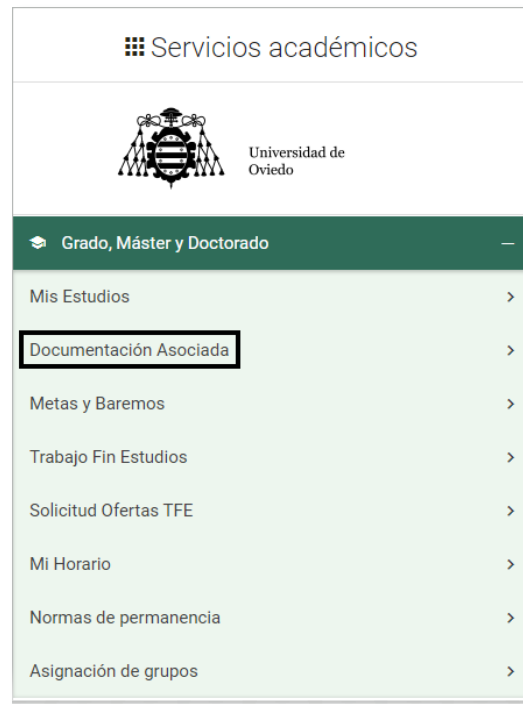 Servicios académicos
Universidad de
Oviedo
Grado, Máster y Doctorado
Mis Estudios
Documentación Asociada
Metas y Baremos
Trabajo Fin Estudios
Solicitud Ofertas TFE
Mi Horario
Normas de permanencia
Asignación de grupos